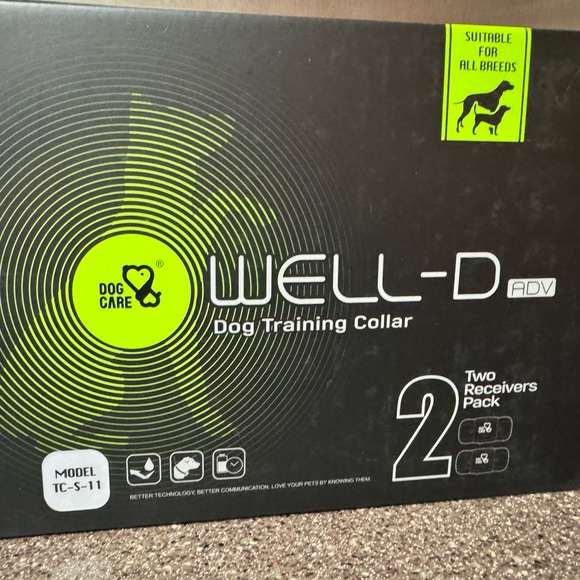 SUITABLE
FOR
ALL BREEDS
DOG
CARE
®
WELL-D ADV
Dog Training Collar
2
Two
Receivers
Pack
MODEL
TC-S-11
BETTER TECHNOLOGY, BETTER COMMUNICATION. LOVE YOUR PETS BY KNOWING THEM